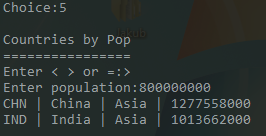 Choice:5
Countries by Pop
================
Enter < > or =:>
Enter population:800000000
CHN | China | Asia | 1277558000
IND | India | Asia | 1013662000